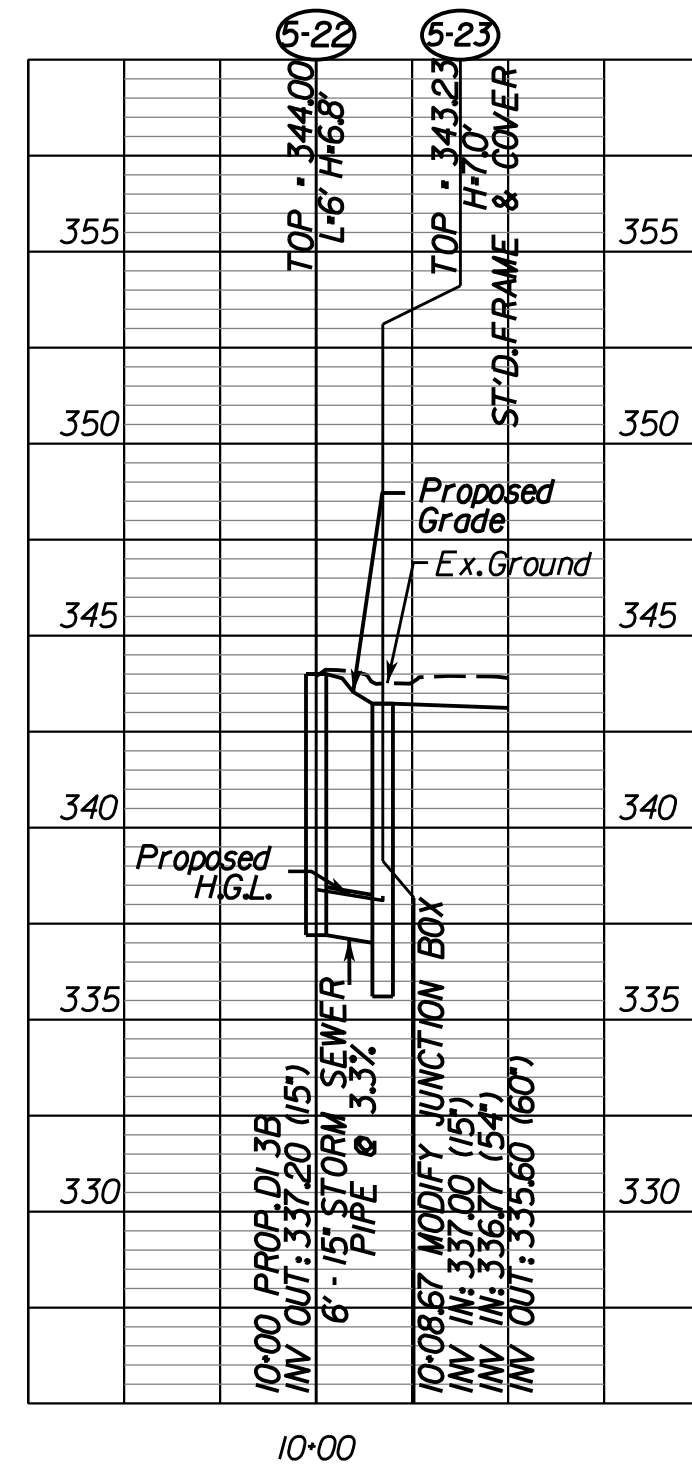 5-22
5-23
TOP = 344.00
L=6' H=6.8'
TOP = 343.23
H=7.0'
ST'D. FRAME & COVER
355
355
350
350
Proposed
Grade
Ex. Ground
345
345
340
340
Proposed
H.G.L.
335
335
330
330
10+00 PROP. DI 3B
INV OUT: 337.20 (15")
6' - 15" STORM SEWER
PIPE @ 3.3%
10+08.67 MODIFY JUNCTION BOX
INV IN: 337.00 (15")
INV IN: 336.77 (54")
INV OUT: 335.60 (60")
10+00